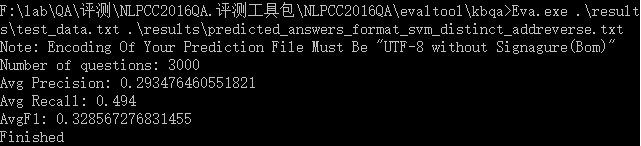 F:\lab\QA\评测\NLPCC2016QA.评测工具包\NLPCC2016QA\evaltool\kbqa>Eva.exe .\result
s\test_data.txt .\results\predicted_answers_format_svm_distinct_addreverse.txt
Note: Encoding Of Your Prediction File Must Be "UTF-8 without Signagure(Bom)"
Number of questions: 3000
Avg Precision: 0.293476460551821
Avg Recall: 0.494
AvgF1: 0.328567276831455
Finished